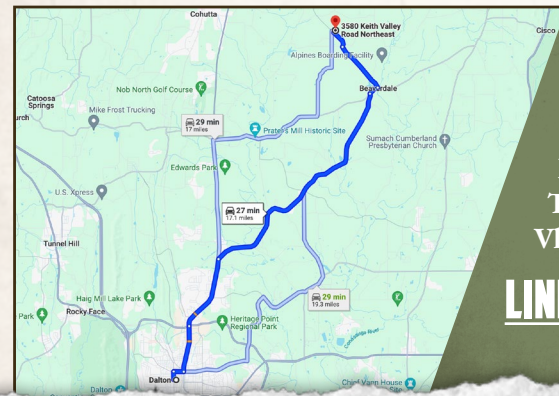 Cohutta
3580 Keith Valley
Road Northeast
Cisco
Alpines Boarding Facility
Beaverdale
Nob North Golf Course
Catoosa
Springs
Mike Frost Trucking
29 min
17 miles
Praters Mill Historic Site
Sumach Cumberland
Presbyterian Church
Edwards Park
U.S. Xpress
27 min
17.1 miles
Tunnel Hill
Haig Mill Lake Park
29 min
19.3 miles
Park
Rocky Face
Heritage Point
Regional Park
Dalton
Dalton
Chief Vann House
LIN